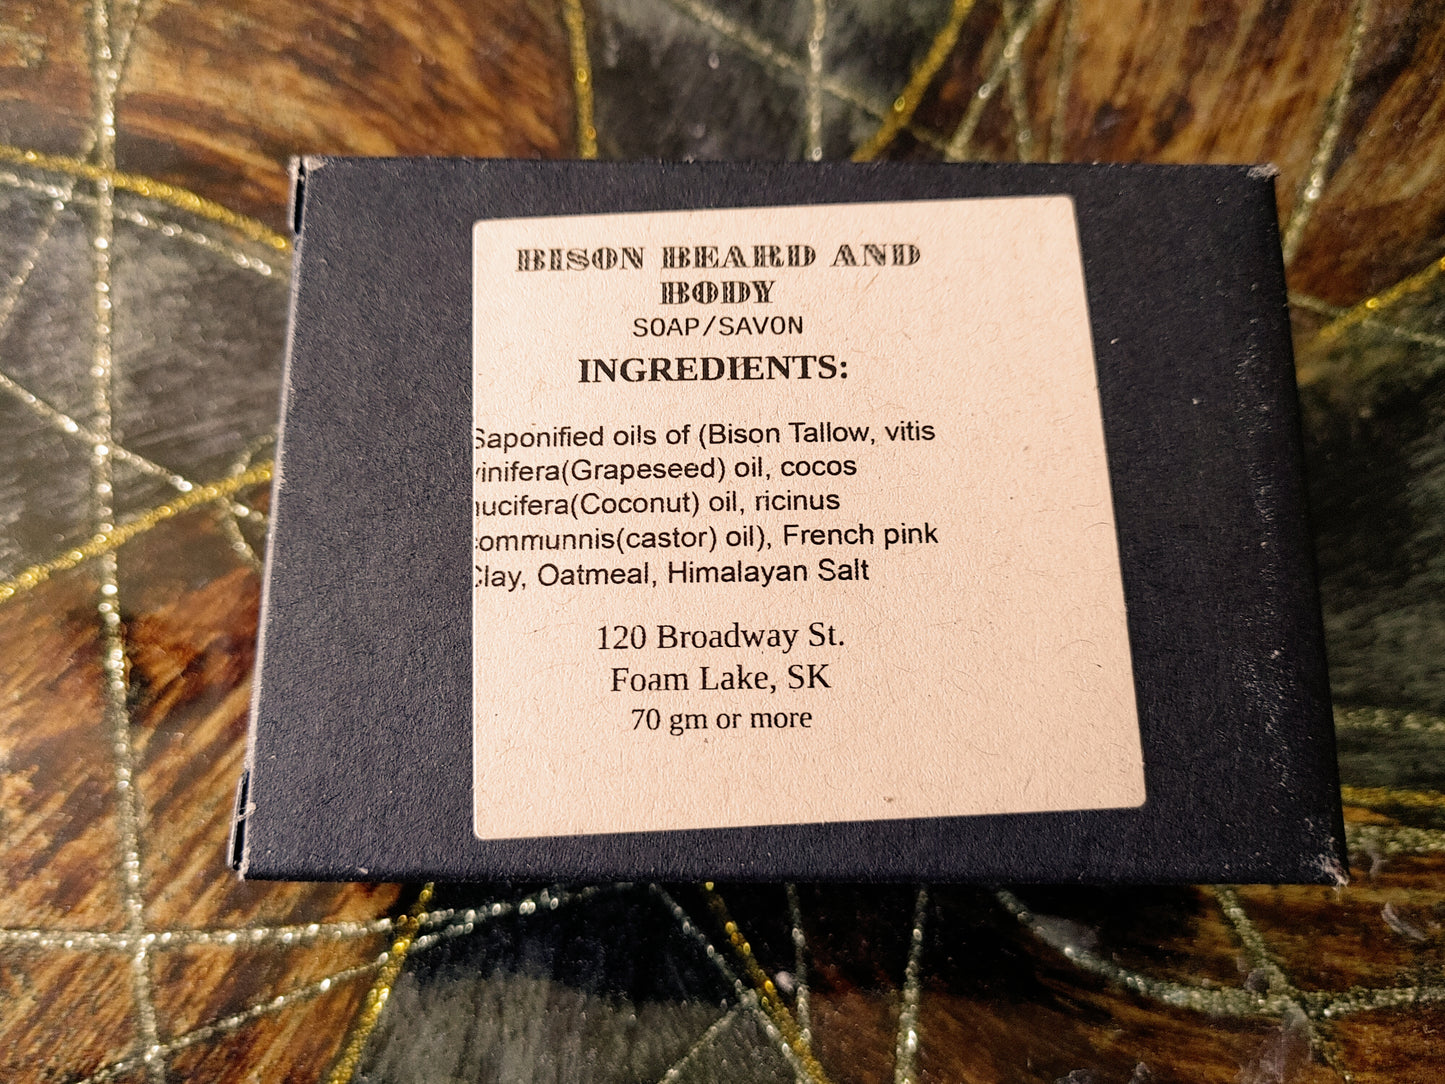 BISON BEARD AND
BODY
SOAP/SAVON
INGREDIENTS:
Saponified oils of (Bison Tallow, vitis
vinifera(Grapeseed) oil, cocos
nucifera(Coconut) oil, ricinus
communnis(castor) oil), French pink
Clay, Oatmeal, Himalayan Salt
120 Broadway St.
Foam Lake, SK
70 gm or more